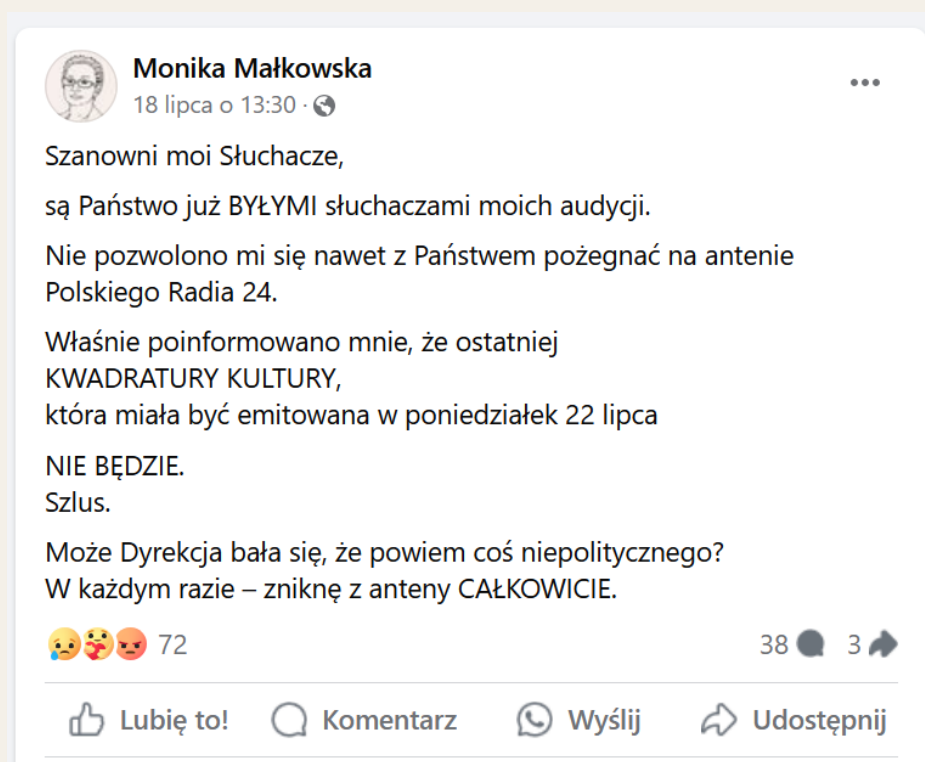 Monika Małkowska
18 lipca o 13:30 ·
Szanowni moi Słuchacze,
są Państwo już BYŁYMI słuchaczami moich audycji.
Nie pozwolono mi się nawet z Państwem pożegnać na antenie
Polskiego Radia 24.
Właśnie poinformowano mnie, że ostatniej
KWADRATURY KULTURY,
która miała być emitowana w poniedziałek 22 lipca
NIE BĘDZIE.
Szlus.
Może Dyrekcja bała się, że powiem coś niepolitycznego?
W każdym razie – zniknę z anteny CAŁKOWICIE.
72 38 3
Lubię to! Komentarz Wyślij Udostępnij